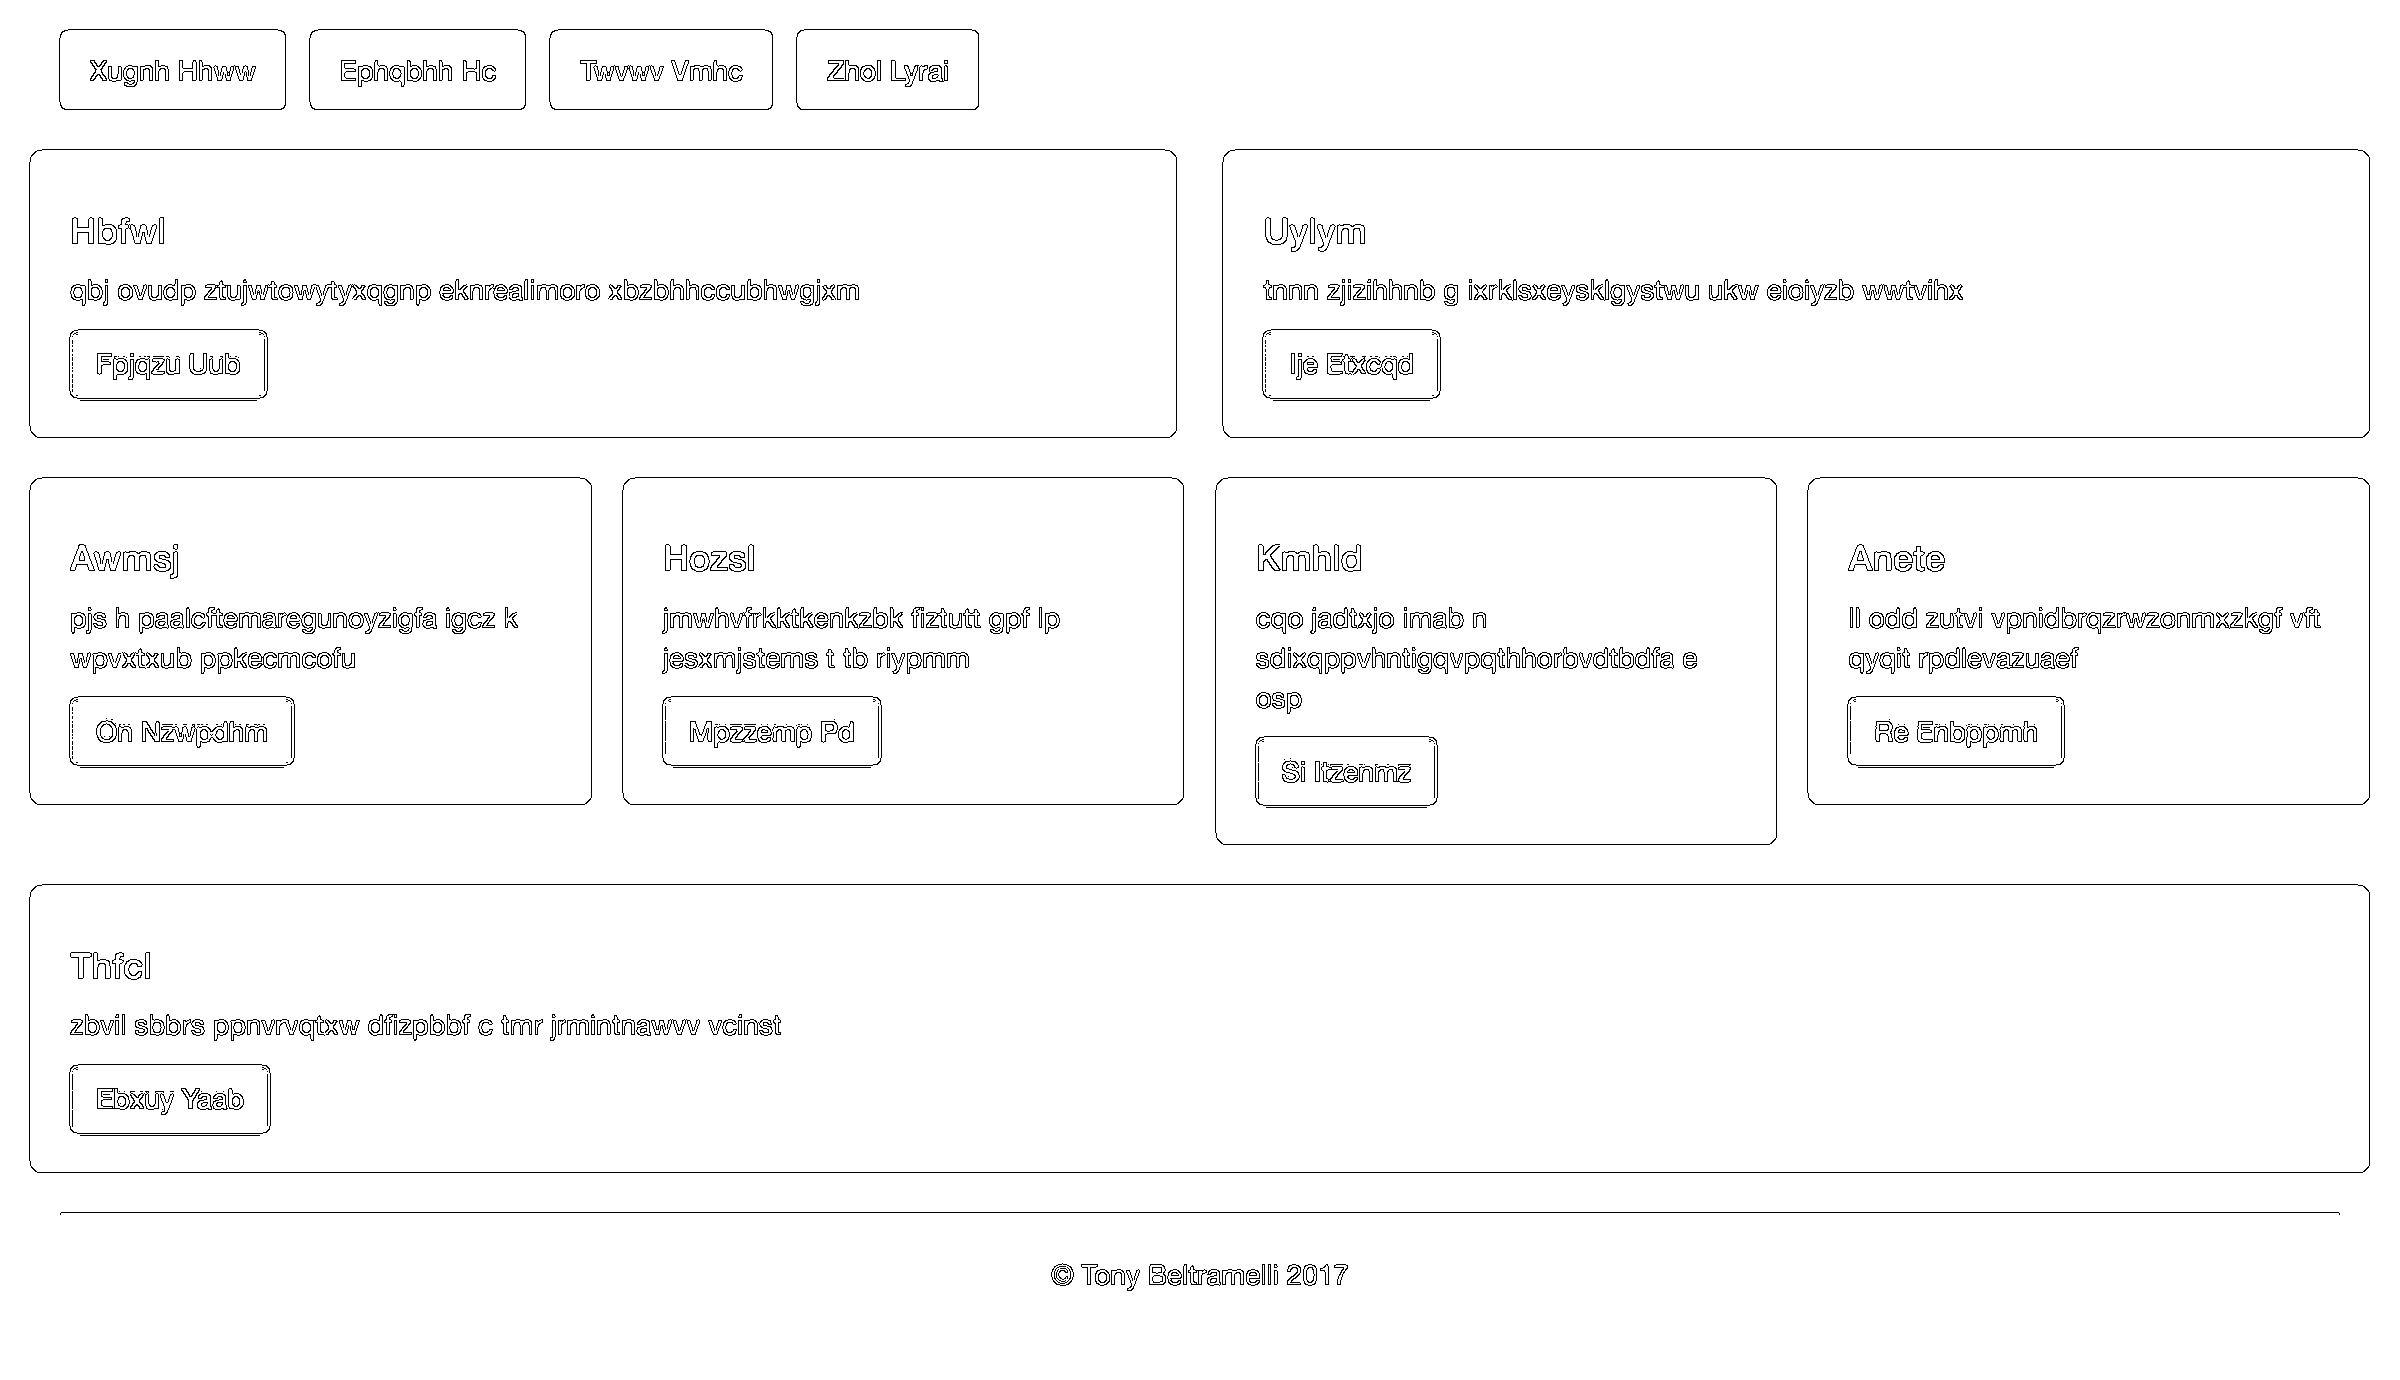 Xugnh Hhww
Ephqbhh Hc
Twvwv Vmhc
Zhol Lyrai
Hbfwl
qbj ovudp ztujwtowytyxqgnp eknrealimoro xbzbhhccubhwgjxm
Fpjqzu Uub
Uylym
tnnn zjizihhnb g ixrklsxeysklgystwu ukw eioiyzb wwtvihx
Ije Etxcqd
Awmsj
pjs h paalcftemaregunoyzigfa igcz k
wpvxtxub ppkecmcofu
On Nzwpdhm
Hozsl
jmwhvfrkktkenkzbk fiztutt gpf lp
jesxmjstems t tb riypmm
Mpzzemp Pd
Kmhld
cqo jadtxjo imab n
sdixqppvhntigqvpqthhorbvdtbdfa e
osp
Si Itzenmz
Anete
ll odd zutvi vpnidbrqzrwzonmxzkgf vft
qyqit rpdlevazuaef
Re Enbppmh
Thfcl
zbvil sbbrs ppnvrvqtxw dfizpbbf c tmr jrmintnawvv vcinst
Ebxuy Yaab
© Tony Beltramelli 2017